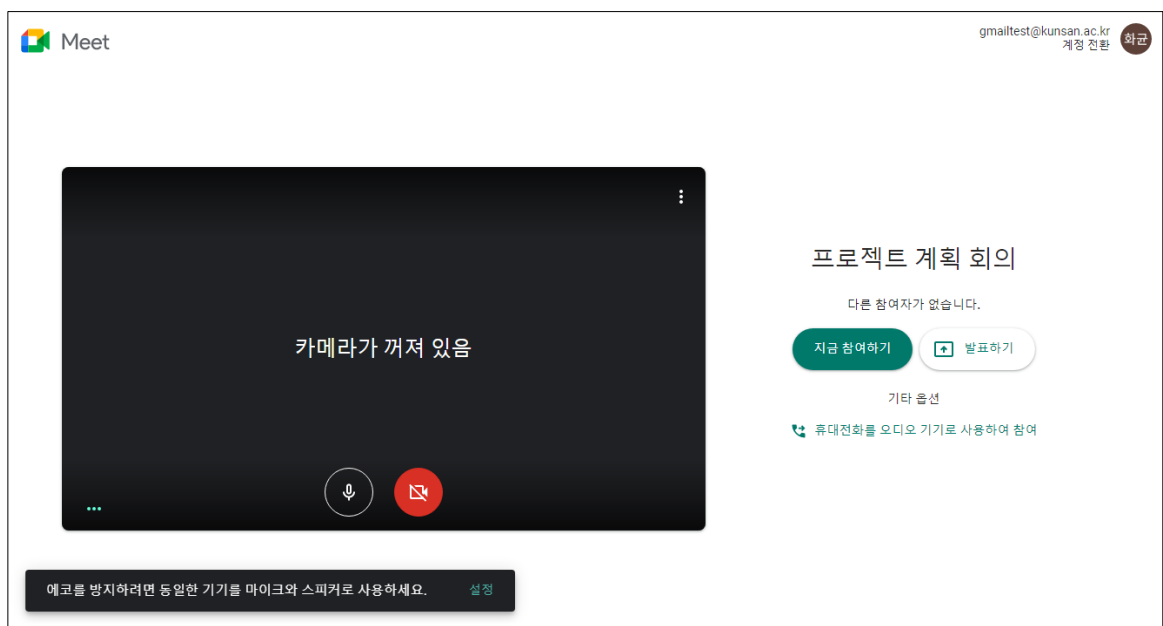 Meet
gmailtest@kunsan.ac.kr
계정 전환
화균
카메라가 꺼져 있음
프로젝트 계획 회의
다른 참여자가 없습니다.
지금 참여하기
발표하기
기타 옵션
휴대전화를 오디오 기기로 사용하여 참여
에코를 방지하려면 동일한 기기를 마이크와 스피커로 사용하세요. 설정